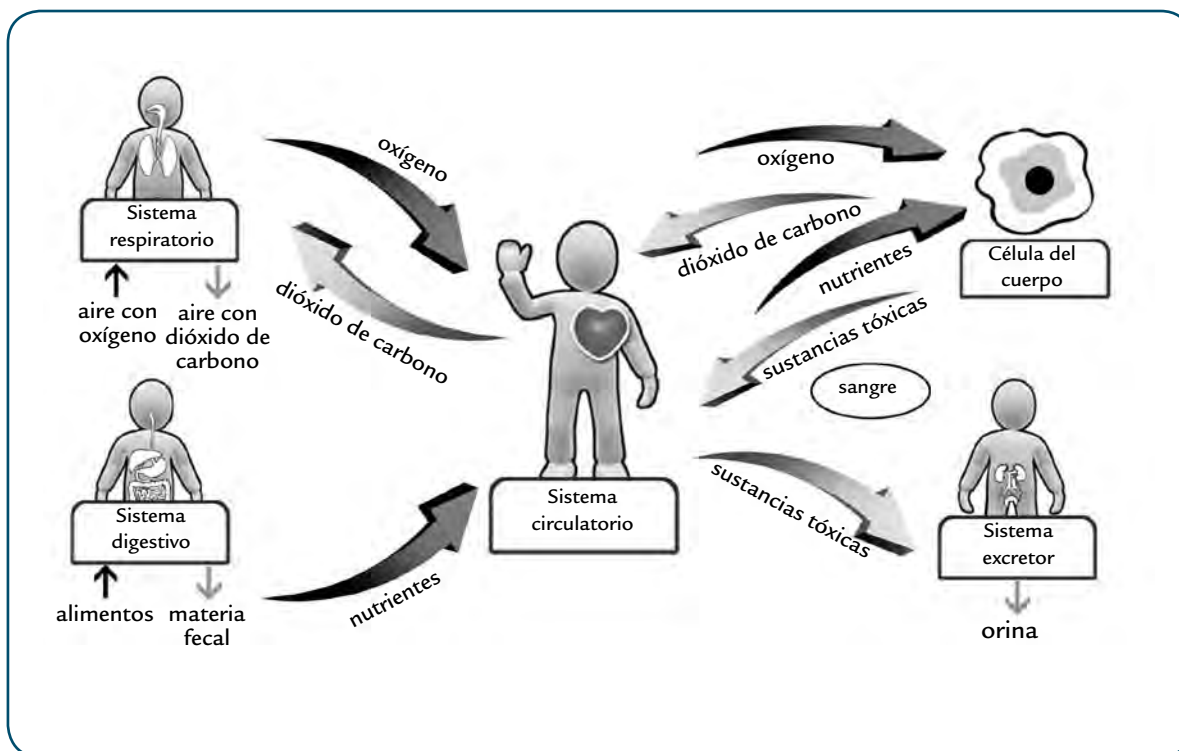 Sistema
respiratorio
aire con
oxígeno
aire con
dióxido de
carbono
oxígeno
dióxido de carbono
Sistema
digestivo
alimentos
materia
fecal
nutrientes
Sistema
circulatorio
oxígeno
dióxido de carbono
nutrientes
sustancias tóxicas
Célula del
cuerpo
sangre
sustancias tóxicas
Sistema
excretor
orina